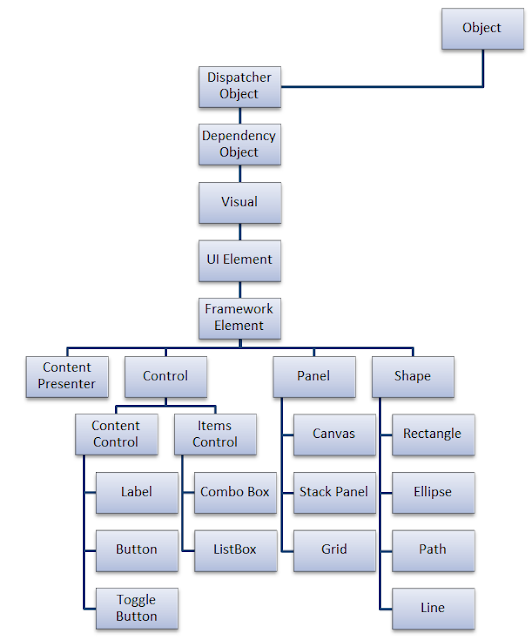 Object
Dispatcher
Object
Dependency
Object
Visual
UI Element
Framework
Element
Content
Presenter
Control
Panel
Shape
Content
Control
Items
Control
Canvas
Rectangle
Label
Combo Box
Stack Panel
Ellipse
Button
ListBox
Grid
Path
Toggle
Button
Line